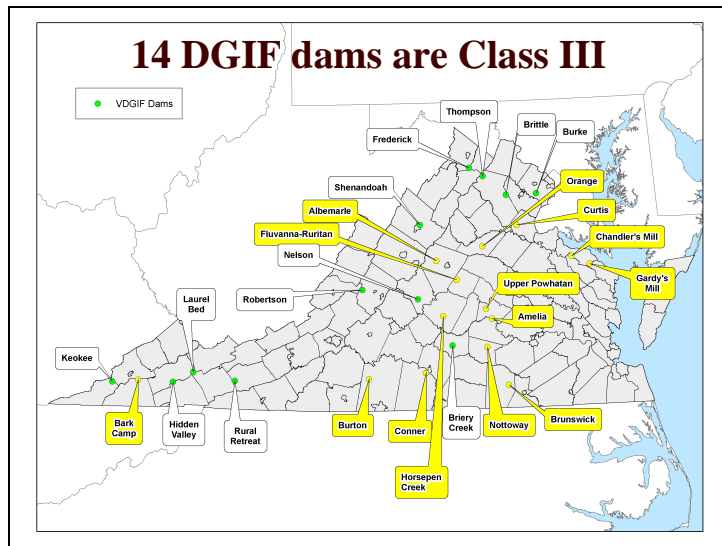 14 DGIF dams are Class III
VDGIF Dams
Thompson
Brittle
Burke
Frederick
Orange
Shenandoah
Curtis
Albemarle
Chandler's Mill
Fluvanna-Ruritan
Nelson
Gardy's
Mill
Upper Powhatan
Laurel
Bed
Robertson
Amelia
Keokee
Bark
Camp
Hidden
Valley
Rural
Retreat
Burton
Conner
Briery
Creek
Nottoway
Brunswick
Horsepen
Creek